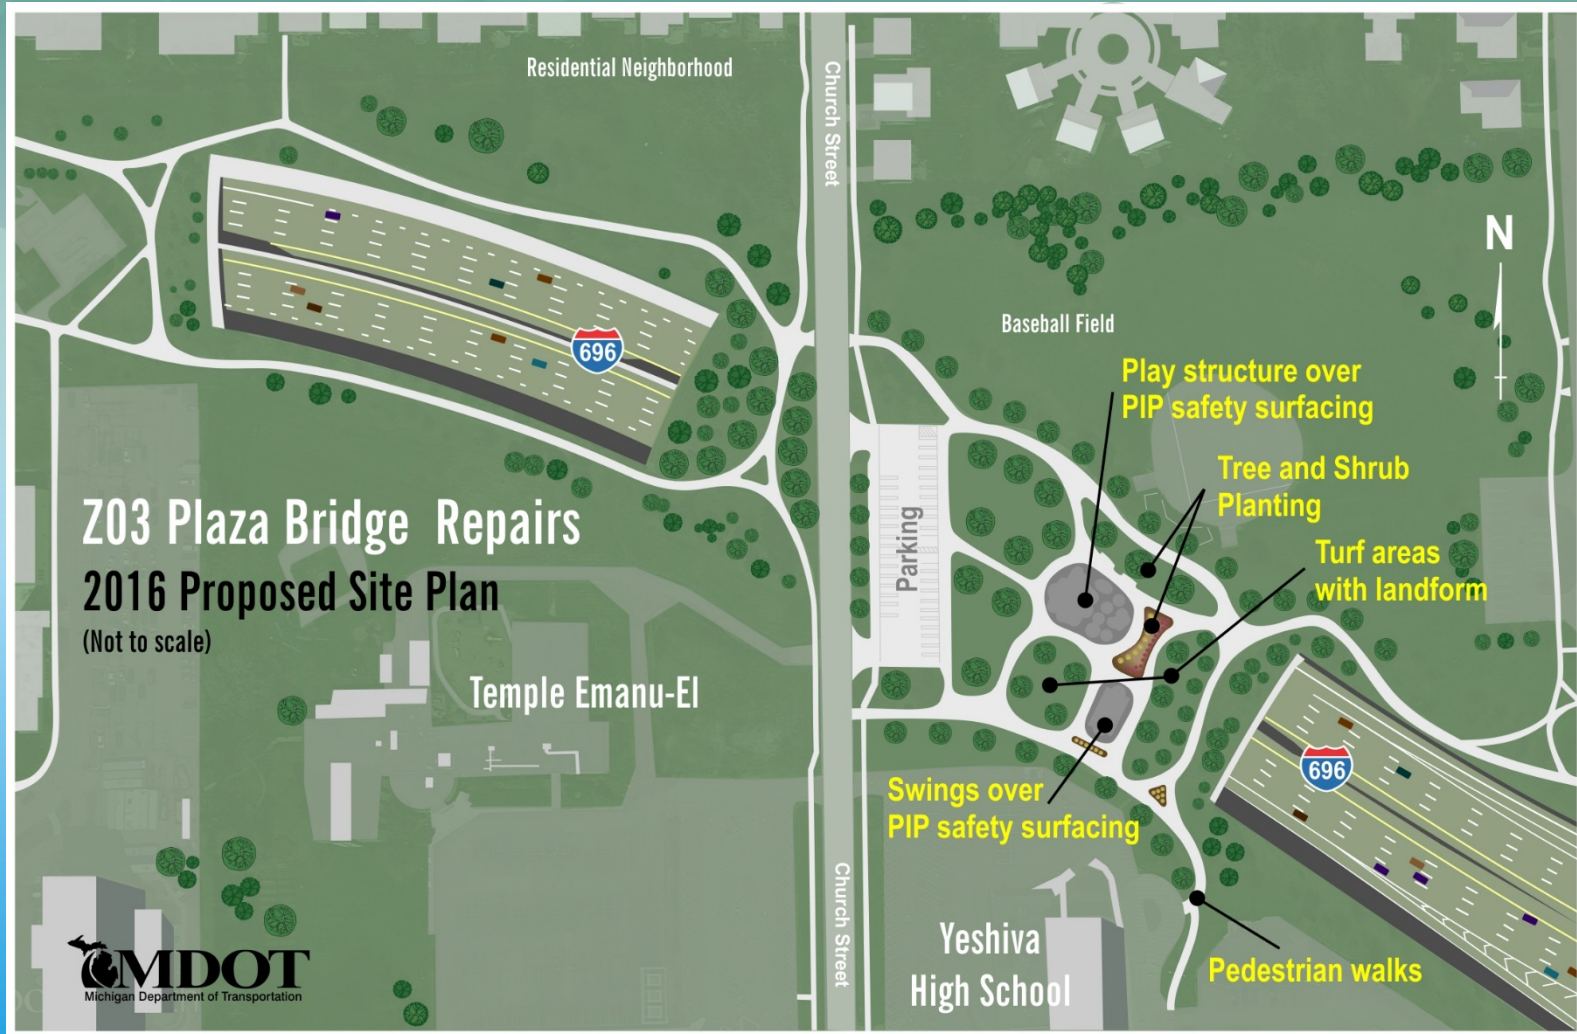 Residential Neighborhood
Church Street
N
Baseball Field
696
Play structure over
PIP safety surfacing
Tree and Shrub
Planting
Z03 Plaza Bridge Repairs
2016 Proposed Site Plan
(Not to scale)
Parking
Turf areas
with landform
Temple Emanu-El
696
Swings over
PIP safety surfacing
Church Street
Yeshiva
High School
Pedestrian walks
MDOT
Michigan Department of Transportation